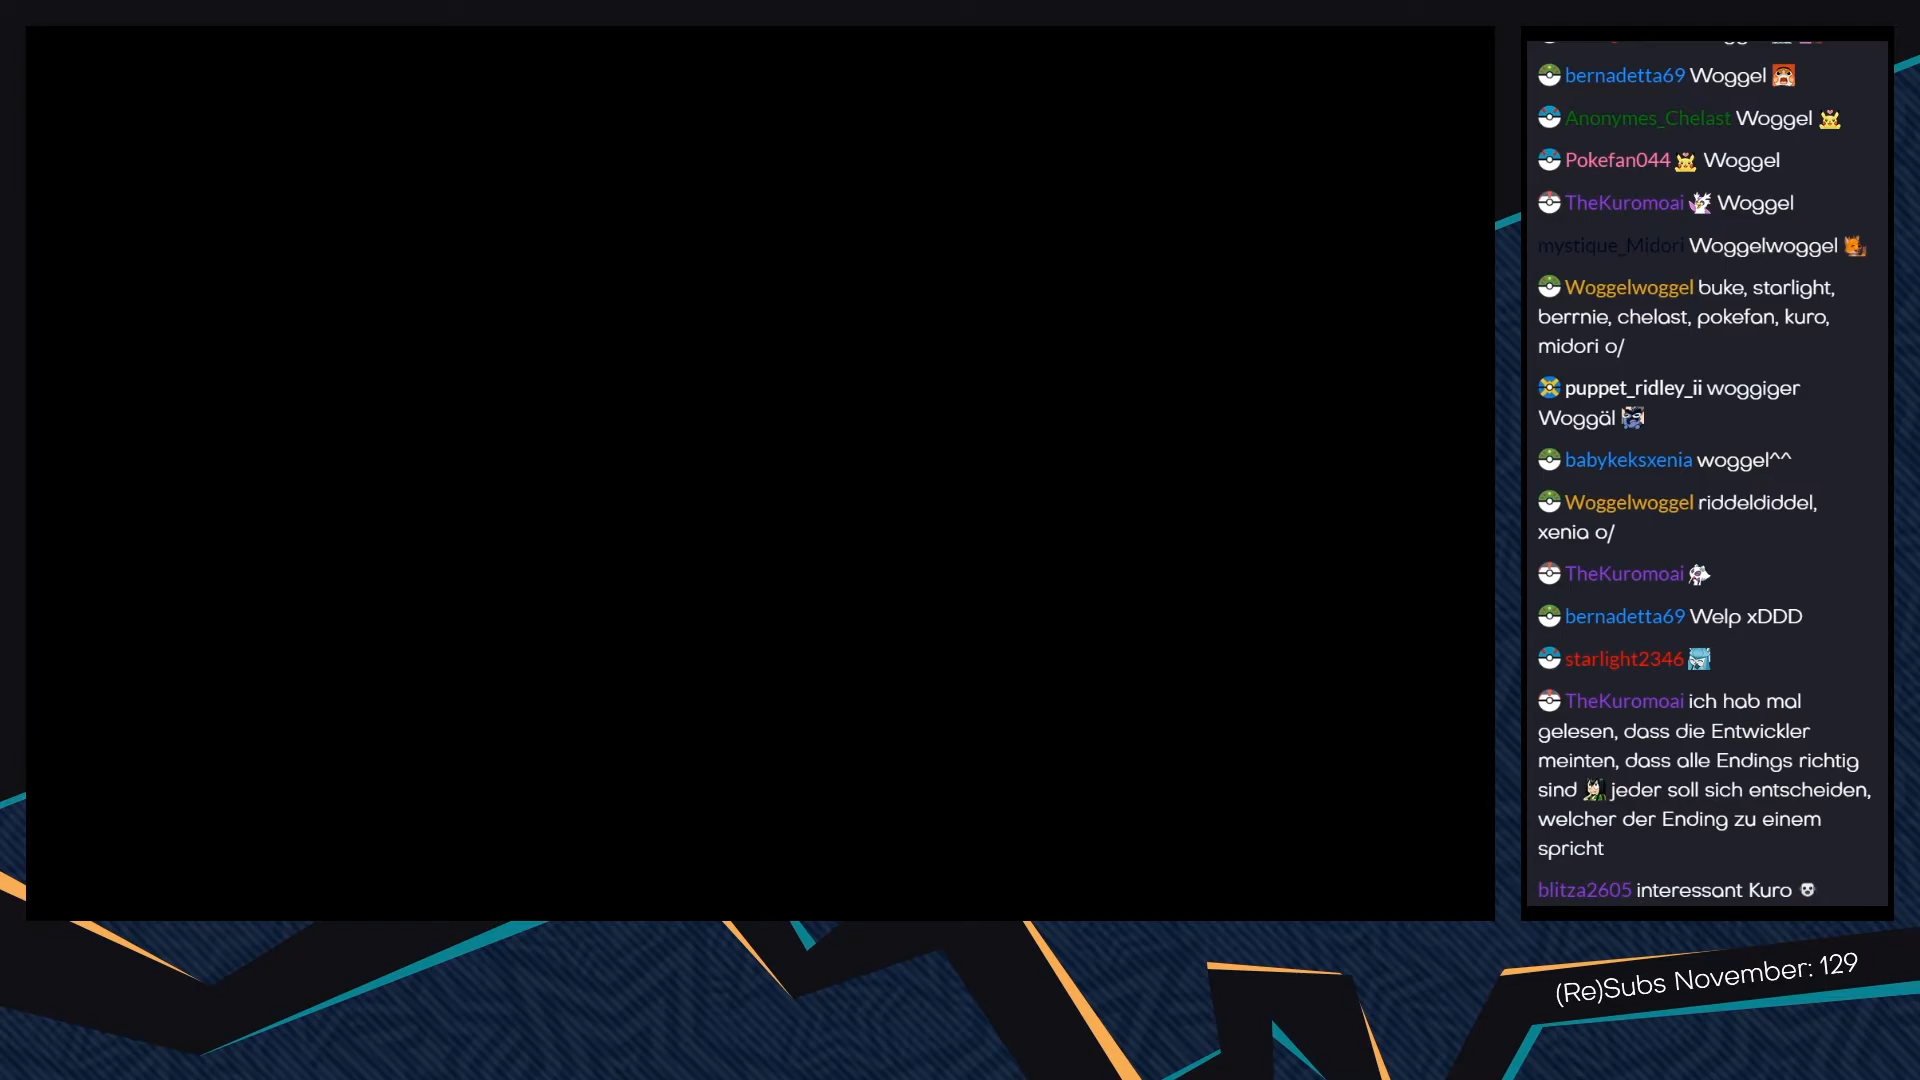 bernadetta69 Woggel
Anonymes_Chelast Woggel
Pokefan044 Woggel
TheKuromoai Woggel
mystique_Midori Woggelwoggel
Woggelwoggel buke, starlight,
berrnie, chelast, pokefan, kuro,
midori o/
puppet_ridley_ii woggiger
Woggäl
babykeksxenia woggel^^
Woggelwoggel riddeldiddel,
xenia o/
TheKuromoai
bernadetta69 Welp xDDD
starlight2346
TheKuromoai ich hab mal
gelesen, dass die Entwickler
meinten, dass alle Endings richtig
sind jeder soll sich entscheiden,
welcher der Ending zu einem
spricht
blitza2605 interessant Kuro
(Re)Subs November: 129